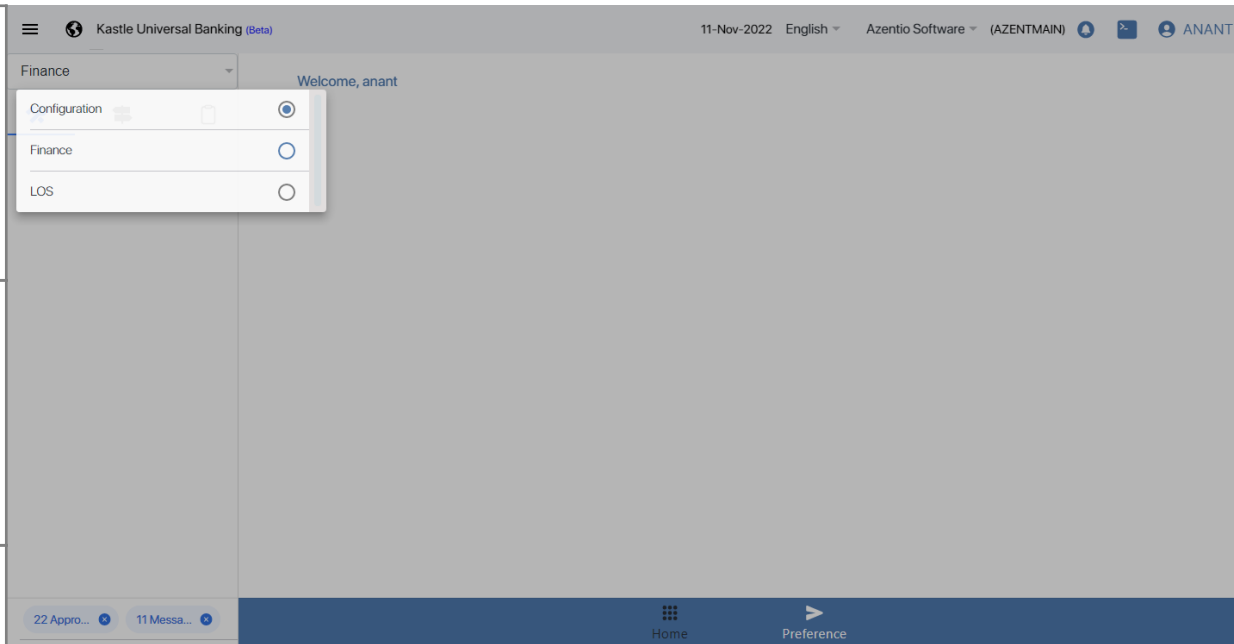 Kastle Universal Banking (Beta)
11-Nov-2022 English Azentio Software (AZENTMAIN) ANANT
Finance
Welcome, anant
Configuration
Finance
LOS
22 Appro... 11 Messa...
Home Preference